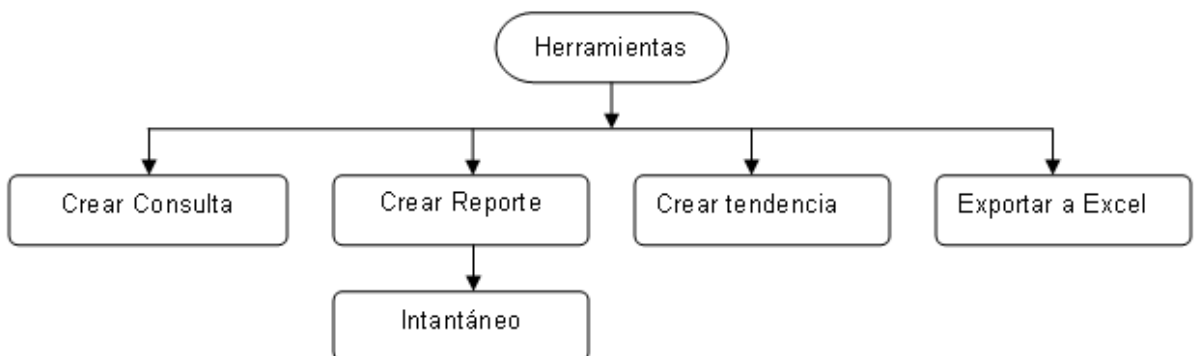 Herramientas
Crear Consulta
Crear Reporte
Crear tendencia
Exportar a Excel
Intantáneo